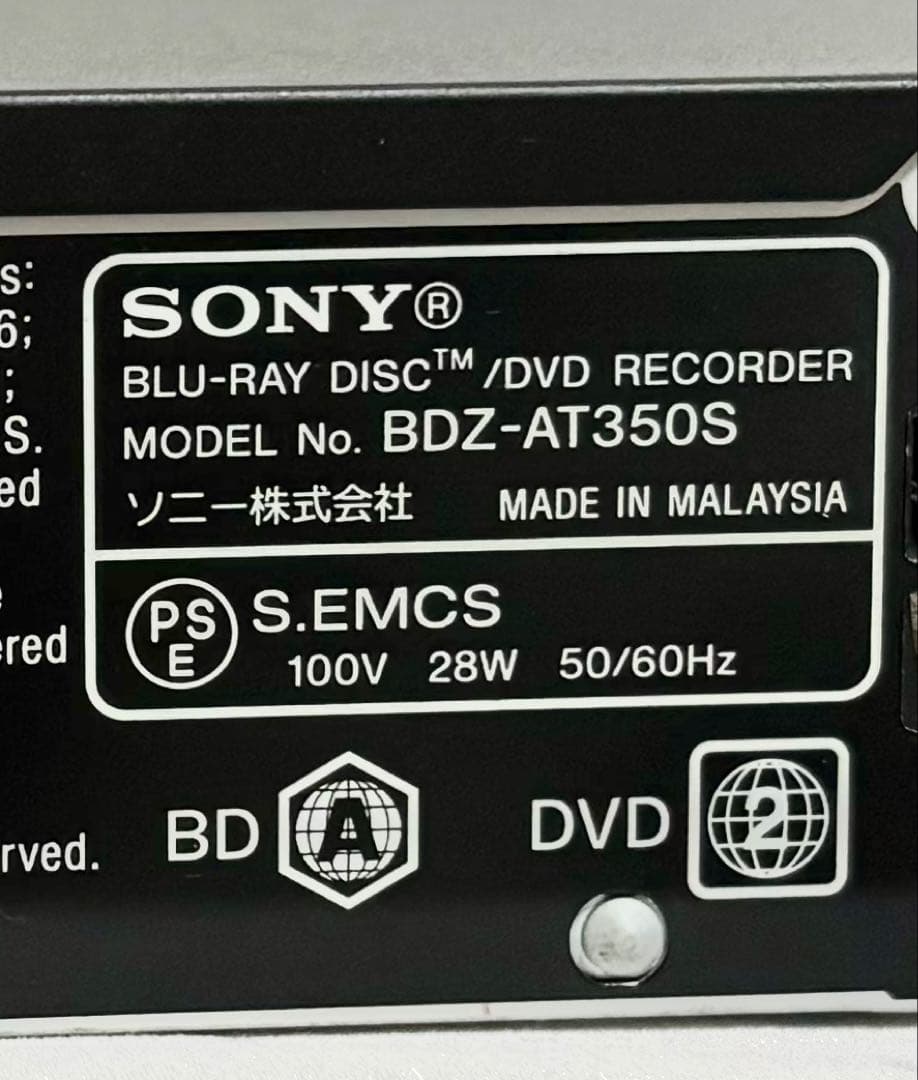 s:
6;
;
S.
ed
ered
rved.
SONY®
BLU-RAY DISC™ /DVD RECORDER
MODEL No. BDZ-AT350S
ソニー株式会社 MADE IN MALAYSIA
PS
E
S.EMCS
100V 28W 50/60Hz
BD A
DVD 2